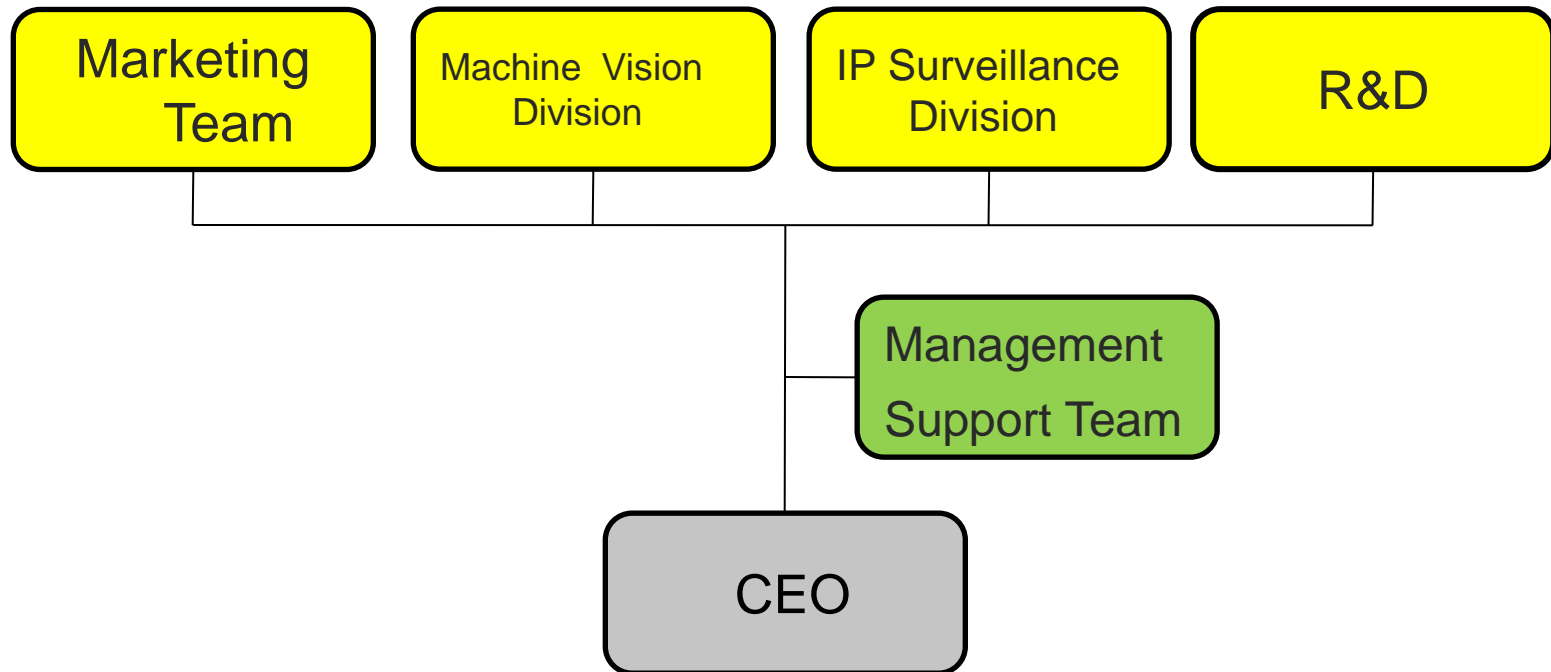 Marketing
Team
Machine Vision
Division
IP Surveillance
Division
R&D
Management
Support Team
CEO